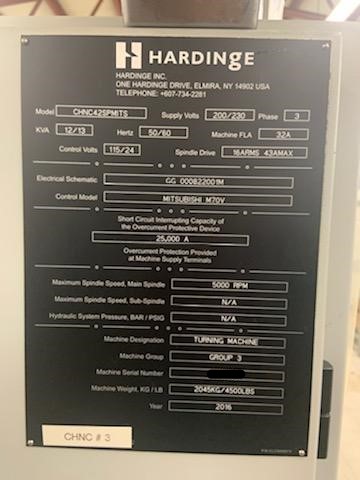 HARDINGE
HARDINGE INC.
ONE HARDINGE DRIVE, ELMIRA, NY 14902 USA
TELEPHONE: +607-734-2281
Model CHNC42SPMITS Supply Volts 200/230 Phase 3
KVA 12/13 Hertz 50/60 Machine FLA 32A
Control Volts 115/24 Spindle Drive 16ARMS 43AMAX
Electrical Schematic GG 000822001M
Control Model MITSUBISHI M70V
Short Circuit Interrupting Capacity of
the Overcurrent Protective Device
25,000 A
Overcurrent Protection Provided
at Machine Supply Terminals
Maximum Spindle Speed, Main Spindle 5000 RPM
Maximum Spindle Speed, Sub-Spindle N/A
Hydraulic System Pressure, BAR / PSIG N/A
Machine Designation TURNING MACHINE
Machine Group GROUP 3
Machine Serial Number
Machine Weight, KG / LB 2045KG/4500LBS
Year 2016
CHNC # 3